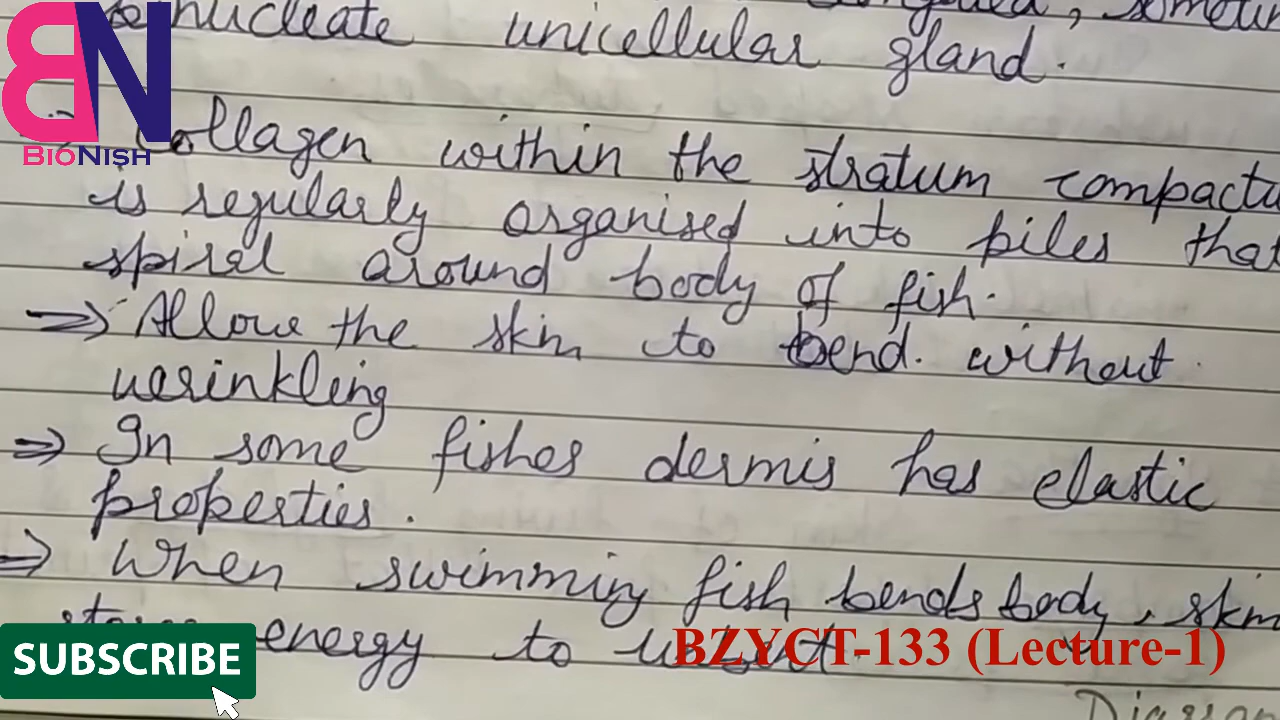 unicellular gland.
BN
BIONISH
Collagen within the stratum
is regularly organised into piles that
spiral around body of fish.
⇒ Allow the skin to bend. without
wrinkling
⇒ In some fishes dermis has elastic
properties.
⇒ When swimming fish bends body, skin
energy to
SUBSCRIBE
BZYCT-133 (Lecture-1)